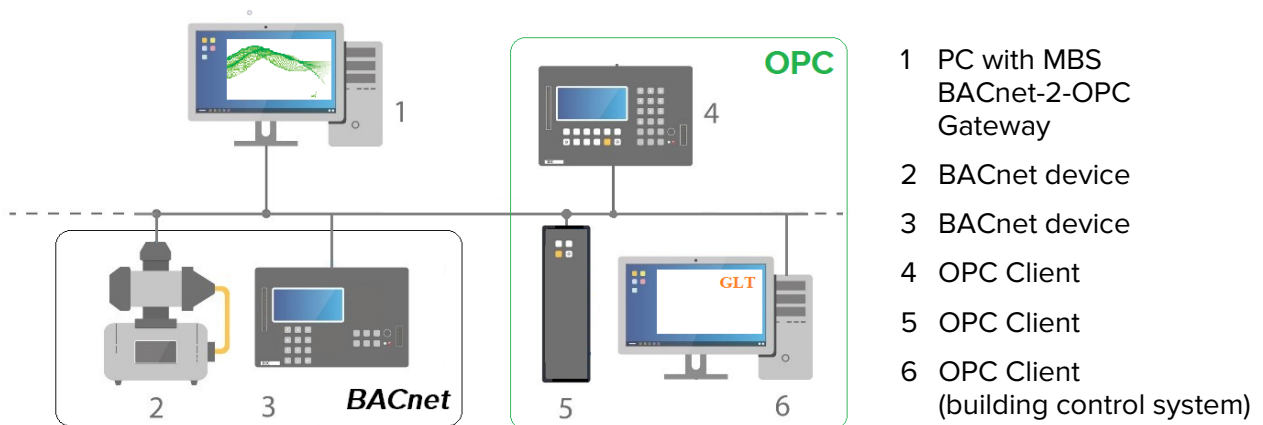 OPC
1
4
GLT
BACnet
2
3
5
6
1 PC with MBS
BACnet-2-OPC
Gateway
2 BACnet device
3 BACnet device
4 OPC Client
5 OPC Client
6 OPC Client
(building control system)